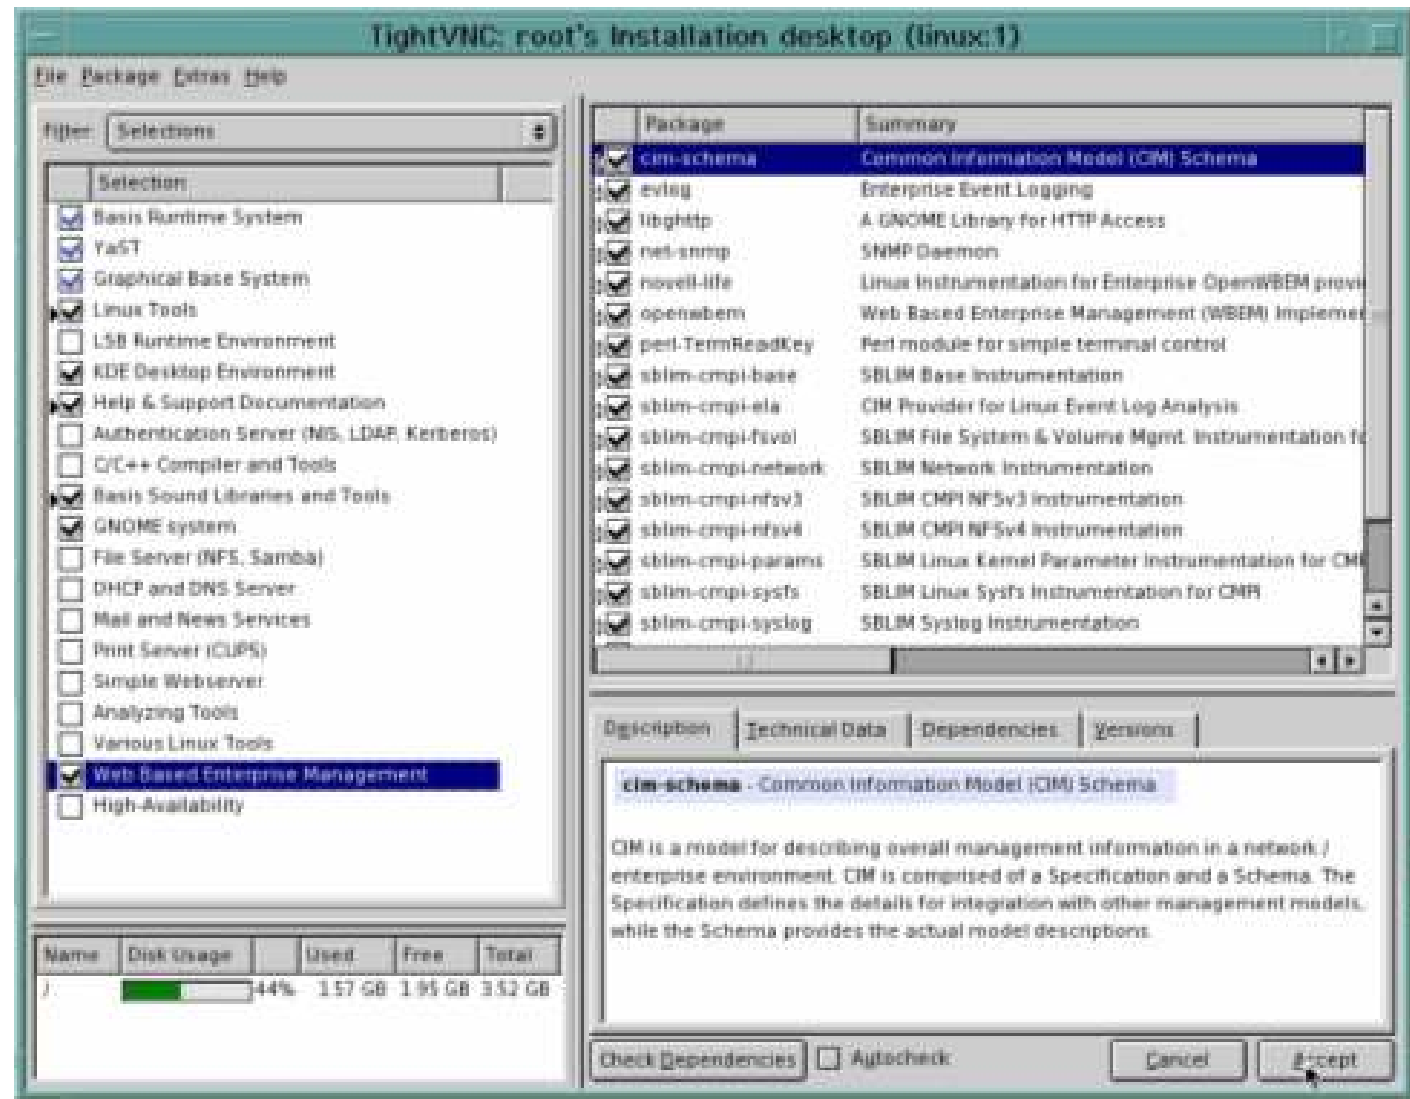 TightVNC: root's Installation desktop (linux:1)
File Package Extras Help
Filter Selections
Selection
Basis Runtime System
YaST
Graphical Base System
Linux Tools
LSB Runtime Environment
KDE Desktop Environment
Help & Support Documentation
Authentication Server (NIS, LDAP, Kerberos)
C/C++ Compiler and Tools
Basis Sound Libraries and Tools
GNOME system
File Server (NFS, Samba)
DHCP and DNS Server
Mail and News Services
Print Server (CUPS)
Simple Webserver
Analyzing Tools
Various Linux Tools
Web Based Enterprise Management
High-Availability
Name Disk Usage Used Free Total
/ 44% 1.57 GB 1.95 GB 3.52 GB
Package Summary
cim-schema Common Information Model (CIM) Schema
evlog Enterprise Event Logging
libghttp A GNOME Library for HTTP Access
net-snmp SNMP Daemon
novell-life Linux Instrumentation for Enterprise OpenWBEM provi
openwbem Web Based Enterprise Management (WBEM) Implemen
perl-TermReadKey Perl module for simple terminal control
sblim-cmpi-base SBLIM Base Instrumentation
sblim-cmpi-ela CIM Provider for Linux Event Log Analysis
sblim-cmpi-fsvol SBLIM File System & Volume Mgmt. Instrumentation fo
sblim-cmpi-network SBLIM Network Instrumentation
sblim-cmpi-nfsv3 SBLIM CMPI NFSv3 Instrumentation
sblim-cmpi-nfsv4 SBLIM CMPI NFSv4 Instrumentation
sblim-cmpi-params SBLIM Linux Kernel Parameter Instrumentation for CMI
sblim-cmpi-sysfs SBLIM Linux Sysfs Instrumentation for CMPI
sblim-cmpi-syslog SBLIM Syslog Instrumentation
Description Technical Data Dependencies Versions
cim-schema - Common Information Model (CIM) Schema
CIM is a model for describing overall management information in a network /
enterprise environment. CIM is comprised of a Specification and a Schema. The
Specification defines the details for integration with other management models,
while the Schema provides the actual model descriptions.
Check Dependencies Autocheck Cancel Accept